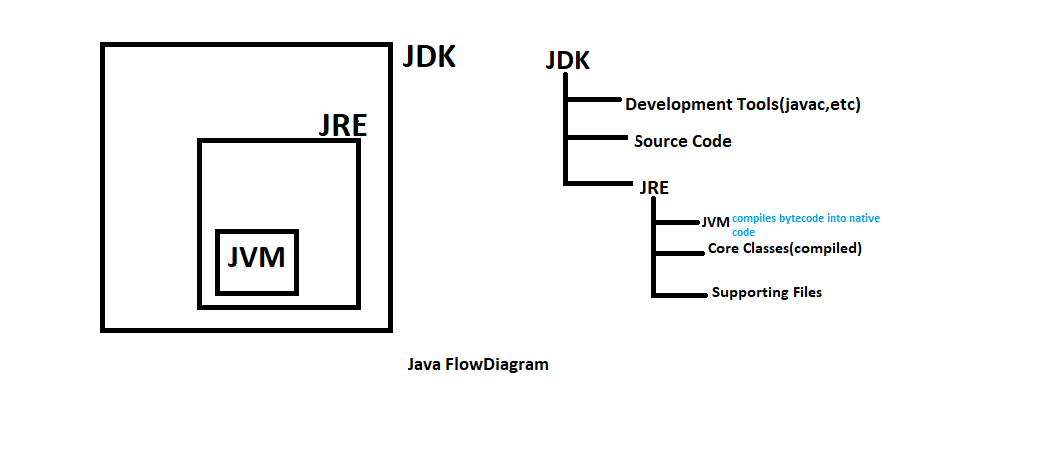 JDK
JRE
JVM
JDK
Development Tools(javac,etc)
Source Code
JRE
JVM compiles bytecode into native
code
Core Classes(compiled)
Supporting Files
Java FlowDiagram